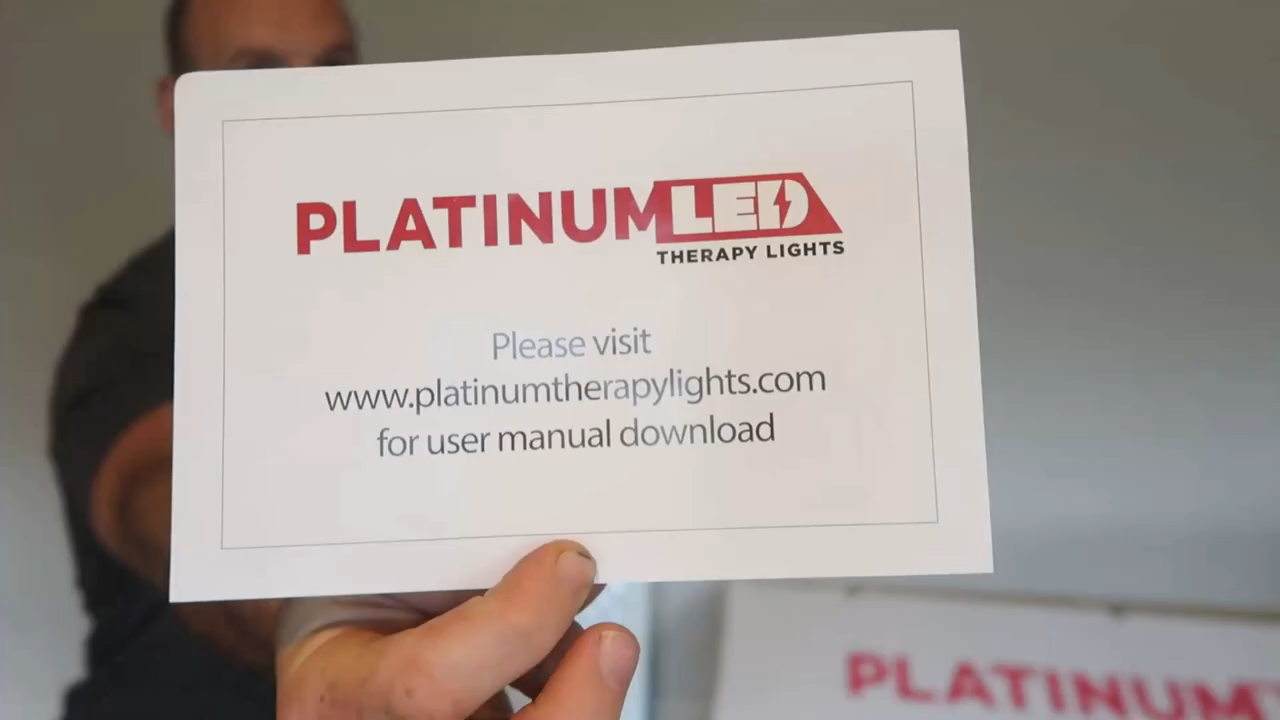 PLATINUMLED
THERAPY LIGHTS
Please visit
www.platinumtherapylights.com
for user manual download
PLATINUM